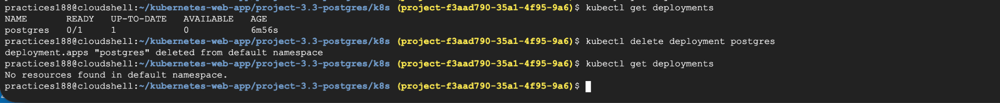 practices188@cloudshell:~/kubernetes-web-app/project-3.3-postgres/k8s (project-f3aad790-35a1-4f95-9a6)$ kubectl get deployments
NAME       READY   UP-TO-DATE   AVAILABLE   AGE
postgres   0/1     1            0           6m56s
practices188@cloudshell:~/kubernetes-web-app/project-3.3-postgres/k8s (project-f3aad790-35a1-4f95-9a6)$ kubectl delete deployment postgres
deployment.apps "postgres" deleted from default namespace
practices188@cloudshell:~/kubernetes-web-app/project-3.3-postgres/k8s (project-f3aad790-35a1-4f95-9a6)$ kubectl get deployments
No resources found in default namespace.
practices188@cloudshell:~/kubernetes-web-app/project-3.3-postgres/k8s (project-f3aad790-35a1-4f95-9a6)$